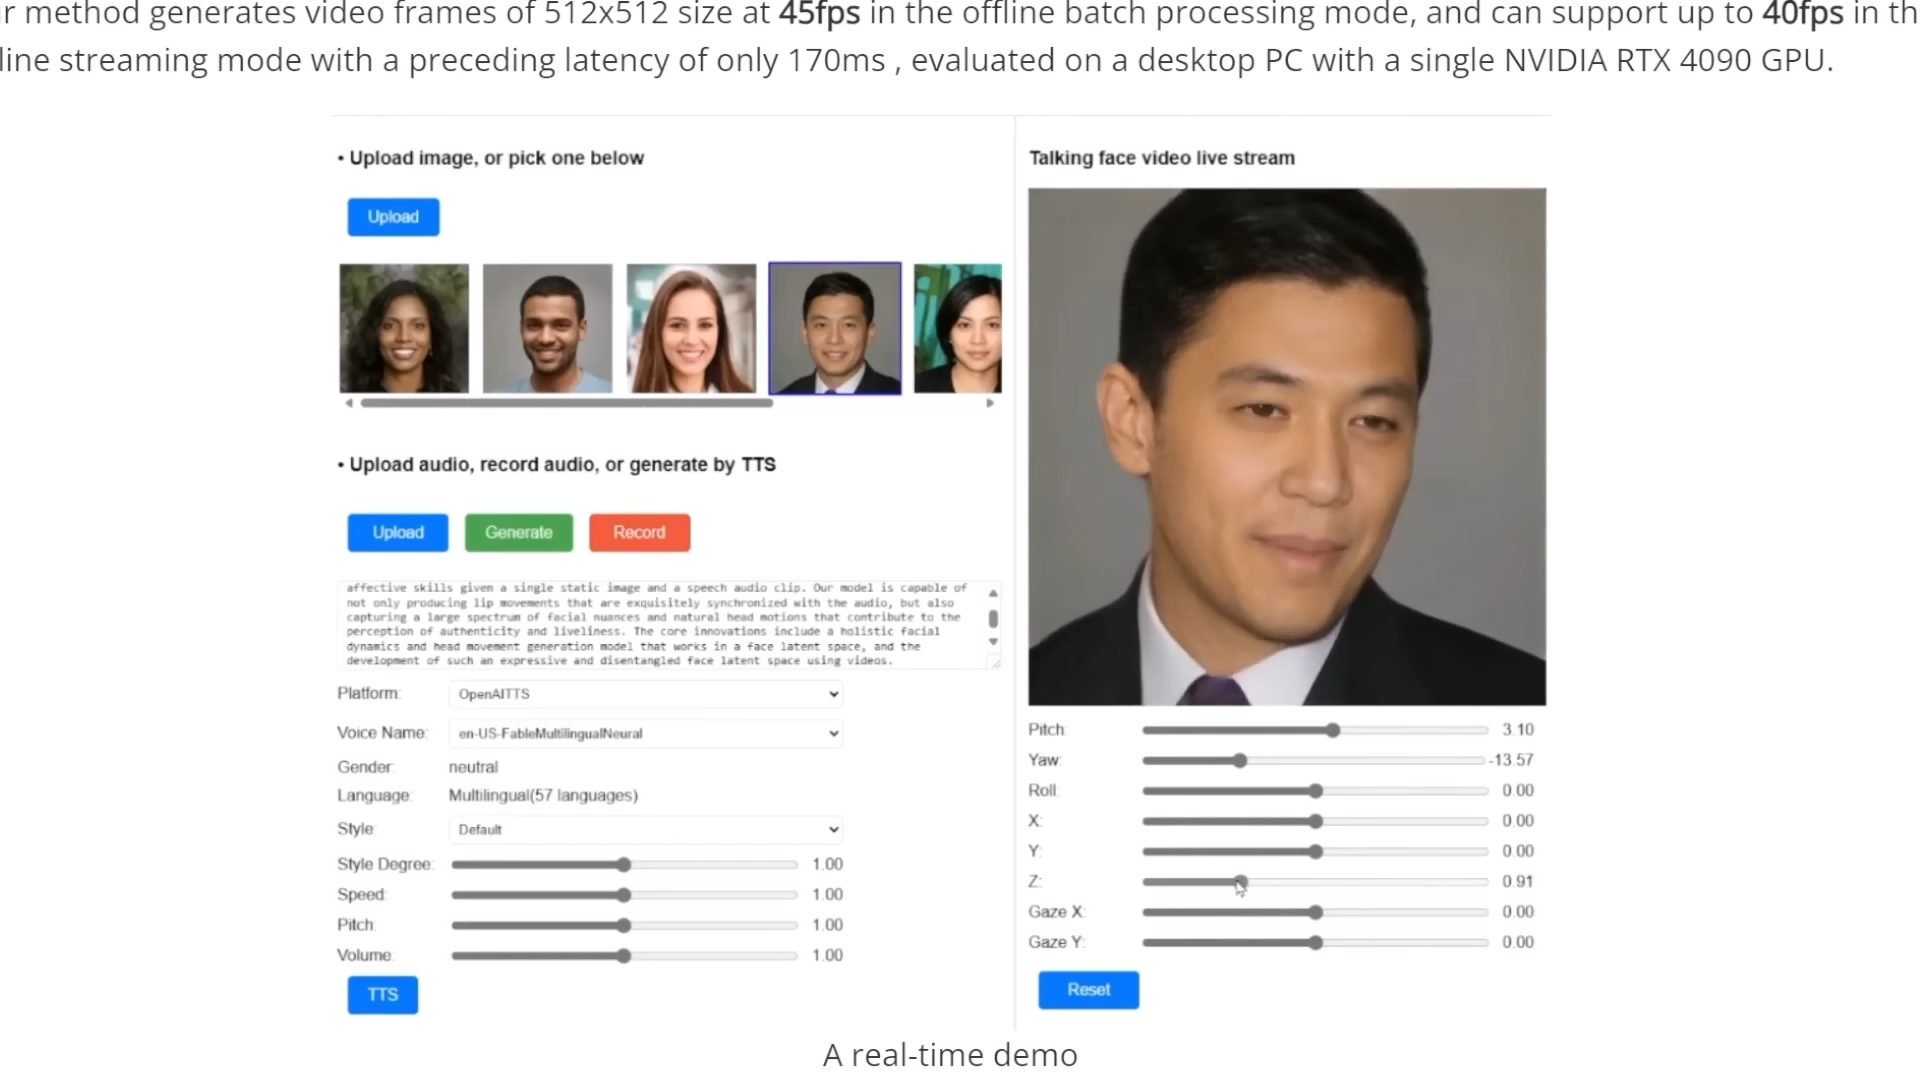 r method generates video frames of 512x512 size at 45fps in the offline batch processing mode, and can support up to 40fps in th
line streaming mode with a preceding latency of only 170ms , evaluated on a desktop PC with a single NVIDIA RTX 4090 GPU.
• Upload image, or pick one below
Upload
• Upload audio, record audio, or generate by TTS
Upload Generate Record
affective skills given a single static image and a speech audio clip. Our model is capable of
not only producing lip movements that are exquisitely synchronized with the audio, but also
capturing a large spectrum of facial nuances and natural head motions that contribute to the
perception of authenticity and liveliness. The core innovations include a holistic facial
dynamics and head movement generation model that works in a face latent space, and the
development of such an expressive and disentangled face latent space using videos.
Platform: OpenAITTS
Voice Name: en-US-FableMultilingualNeural
Gender: neutral
Language: Multilingual(57 languages)
Style: Default
Style Degree: 1.00
Speed: 1.00
Pitch: 1.00
Volume: 1.00
TTS
Talking face video live stream
Pitch: 3.10
Yaw: -13.57
Roll: 0.00
X: 0.00
Y: 0.00
Z: 0.91
Gaze X: 0.00
Gaze Y: 0.00
Reset
A real-time demo